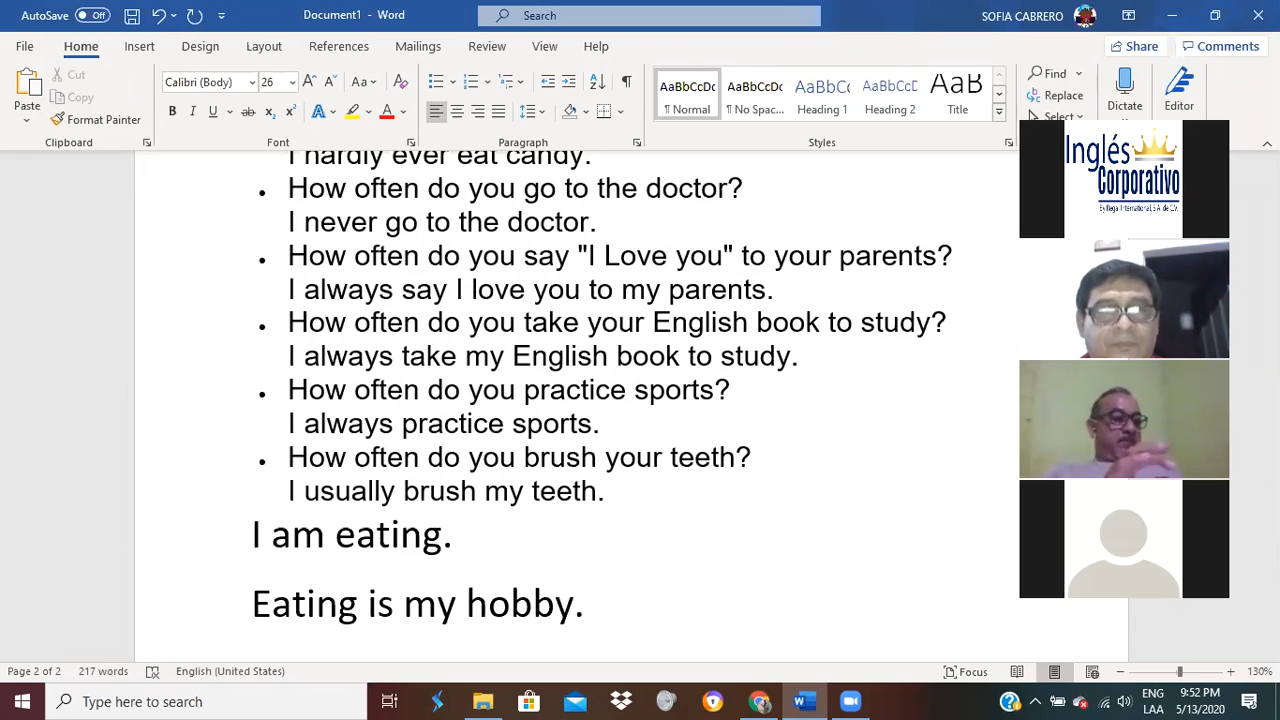 AutoSave Off Document1 - Word Search SOFIA CABRERO
File Home Insert Design Layout References Mailings Review View Help Share Comments
Paste Cut Copy Format Painter Clipboard
Calibri (Body) 26 Aa Font
Paragraph
AaBbCcDc ¶ Normal AaBbCcDc ¶ No Spac... AaBbCc Heading 1 AaBbCcE Heading 2 AaB Title Styles
Find Replace Select Dictate Editor
I hardly ever eat candy.
• How often do you go to the doctor?
I never go to the doctor.
• How often do you say "I Love you" to your parents?
I always say I love you to my parents.
• How often do you take your English book to study?
I always take my English book to study.
• How often do you practice sports?
I always practice sports.
• How often do you brush your teeth?
I usually brush my teeth.
I am eating.
Eating is my hobby.
Inglés
Corporativo
Page 2 of 2 217 words English (United States) Focus 130%
Type here to search ENG 9:52 PM
LAA 5/13/2020